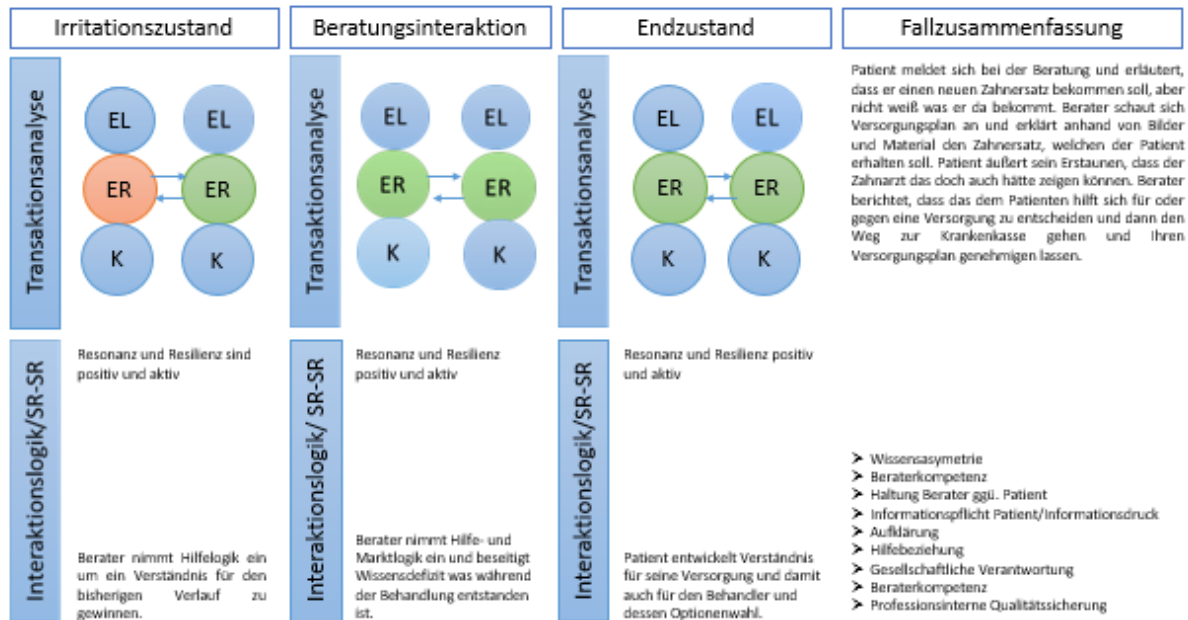 Irritationszustand
Beratungsinteraktion
Endzustand
Fallzusammenfassung
Transaktionsanalyse
EL
EL
ER
ER
K
K
Transaktionsanalyse
EL
EL
ER
ER
K
K
Transaktionsanalyse
EL
EL
ER
ER
K
K
Patient meldet sich bei der Beratung und erläutert,
dass er einen neuen Zahnersatz bekommen soll, aber
nicht weiß was er da bekommt. Berater schaut sich
Versorgungsplan an und erklärt anhand von Bilder
und Material den Zahnersatz, welchen der Patient
erhalten soll. Patient äußert sein Erstaunen, dass der
Zahnarzt das doch auch hätte zeigen können. Berater
berichtet, dass das dem Patienten hilft sich für oder
gegen eine Versorgung zu entscheiden und dann den
Weg zur Krankenkasse gehen und Ihren
Versorgungsplan genehmigen lassen.
Interaktionslogik/SR-SR
Resonanz und Resilienz sind
positiv und aktiv
Berater nimmt Hilfelogik ein
um ein Verständnis für den
bisherigen Verlauf zu
gewinnen.
Interaktionslogik/ SR-SR
Resonanz und Resilienz
positiv und aktiv
Berater nimmt Hilfe- und
Marktlogik ein und beseitigt
Wissensdefizit was während
der Behandlung entstanden
ist.
Interaktionslogik/SR-SR
Resonanz und Resilienz positiv
und aktiv
Patient entwickelt Verständnis
für seine Versorgung und damit
auch für den Behandler und
dessen Optionenwahl.
➤ Wissensasymetrie
➤ Beraterkompetenz
➤ Haltung Berater ggü. Patient
➤ Informationspflicht Patient/Informationsdruck
➤ Aufklärung
➤ Hilfebeziehung
➤ Gesellschaftliche Verantwortung
➤ Beraterkompetenz
➤ Professionsinterne Qualitätssicherung